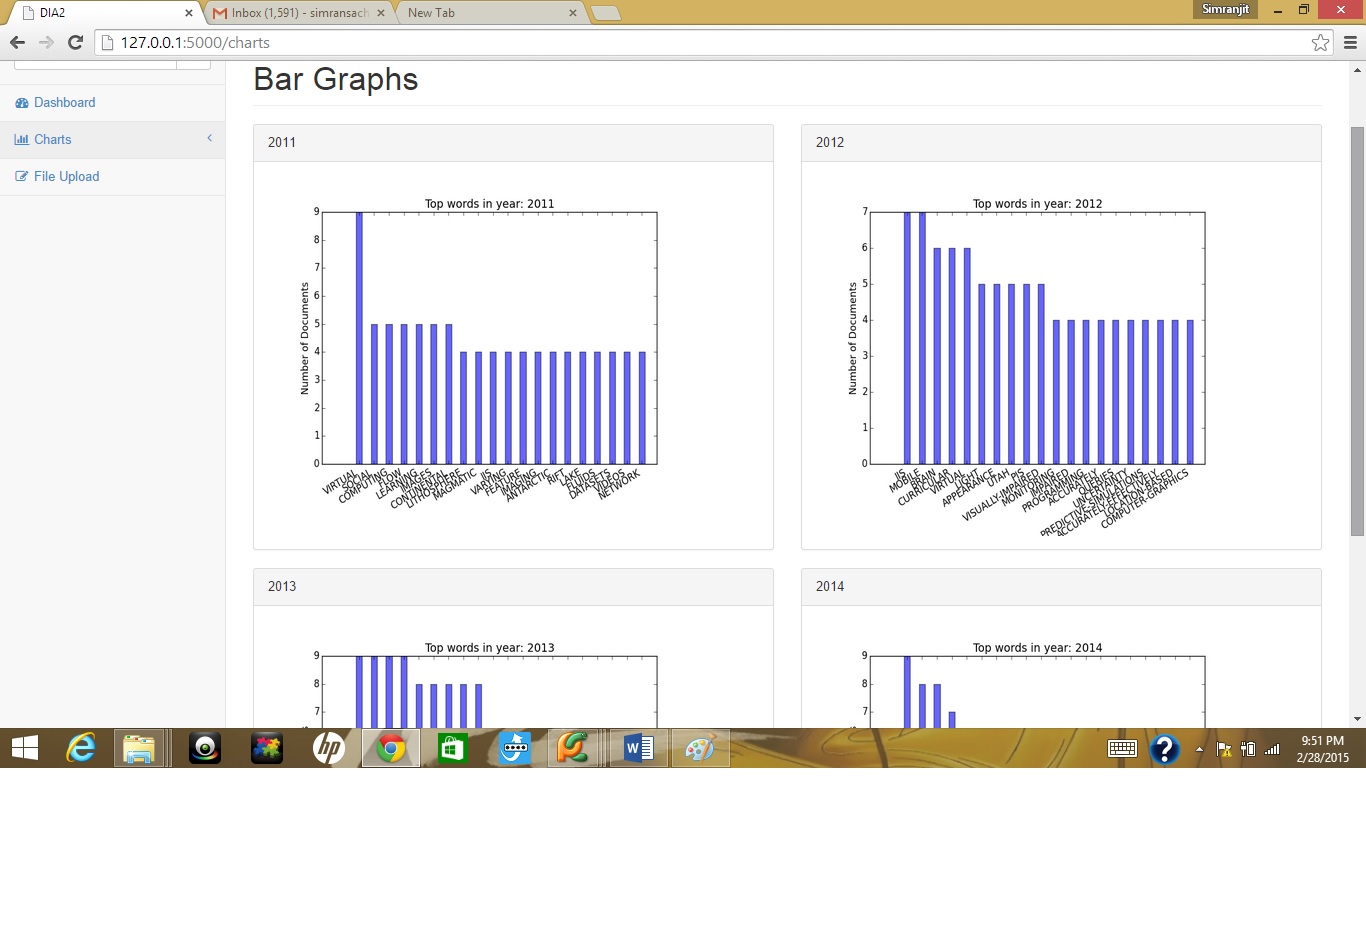 DIA2
Inbox (1,591) - simransach
New Tab
Simranjit
127.0.0.1:5000/charts
Dashboard
Charts
File Upload
Bar Graphs
2011
Top words in year: 2011
Number of Documents
9
8
7
6
5
4
3
2
1
0
VIRTUAL
SOCIAL
COMPUTING
FLOW
LEARNING
IMAGES
CONTINENTAL
LITHOSPHERE
MAGMATIC
IIS
VARYING
FEATURE
IMAGING
ANTARCTIC
RIFT
LAKE
FLUIDS
DATASETS
VIDEOS
NETWORK
2012
Top words in year: 2012
Number of Documents
7
6
5
4
3
2
1
0
IIS
MOBILE
BRAIN
CURRICULAR
VIRTUAL
LIGHT
APPEARANCE
UTAH
PIS
VISUALLY-IMPAIRED
MONITORING
IMPAIRED
PROGRAMMING
ACCURATELY
QUERIES
UNCERTAINTY
LOCATION-BASED
COMPUTER-GRAPHICS
2013
Top words in year: 2013
9
8
7
2014
Top words in year: 2014
9
8
7
hp
W
?
9:51 PM
2/28/2015